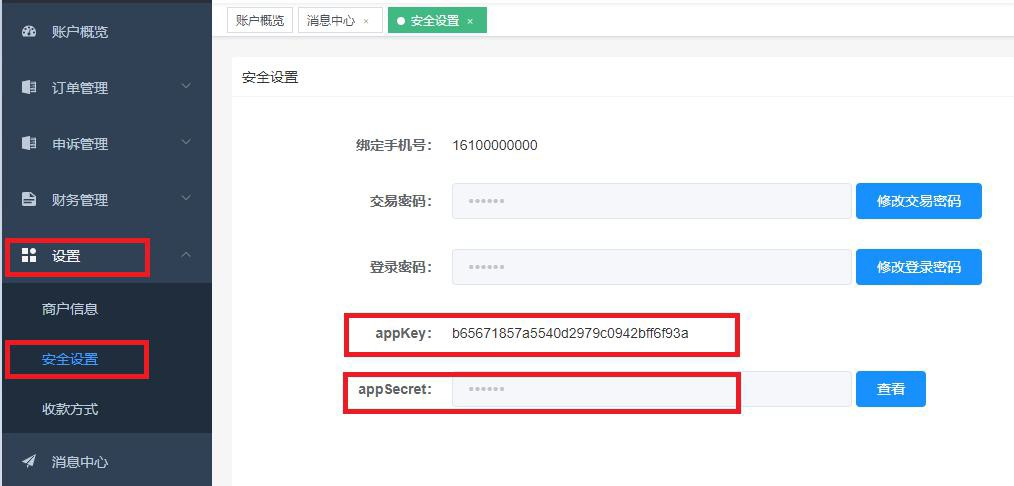 账户概览
订单管理
申诉管理
财务管理
设置
商户信息
安全设置
收款方式
消息中心
账户概览 消息中心 × 安全设置 ×
安全设置
绑定手机号： 16100000000
交易密码： •••••• 修改交易密码
登录密码： •••••• 修改登录密码
appKey： b65671857a5540d2979c0942bff6f93a
appSecret： •••••• 查看